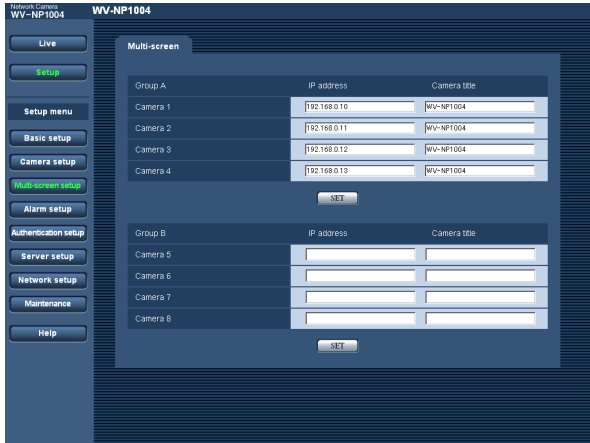 Network Camera
WV-NP1004
WV-NP1004
Live
Setup
Setup menu
Basic setup
Camera setup
Multi-screen setup
Alarm setup
Authentication setup
Server setup
Network setup
Maintenance
Help
Multi-screen
Group A IP address Camera title
Camera 1 192.168.0.10 WV-NP1004
Camera 2 192.168.0.11 WV-NP1004
Camera 3 192.168.0.12 WV-NP1004
Camera 4 192.168.0.13 WV-NP1004
SET
Group B IP address Camera title
Camera 5
Camera 6
Camera 7
Camera 8
SET